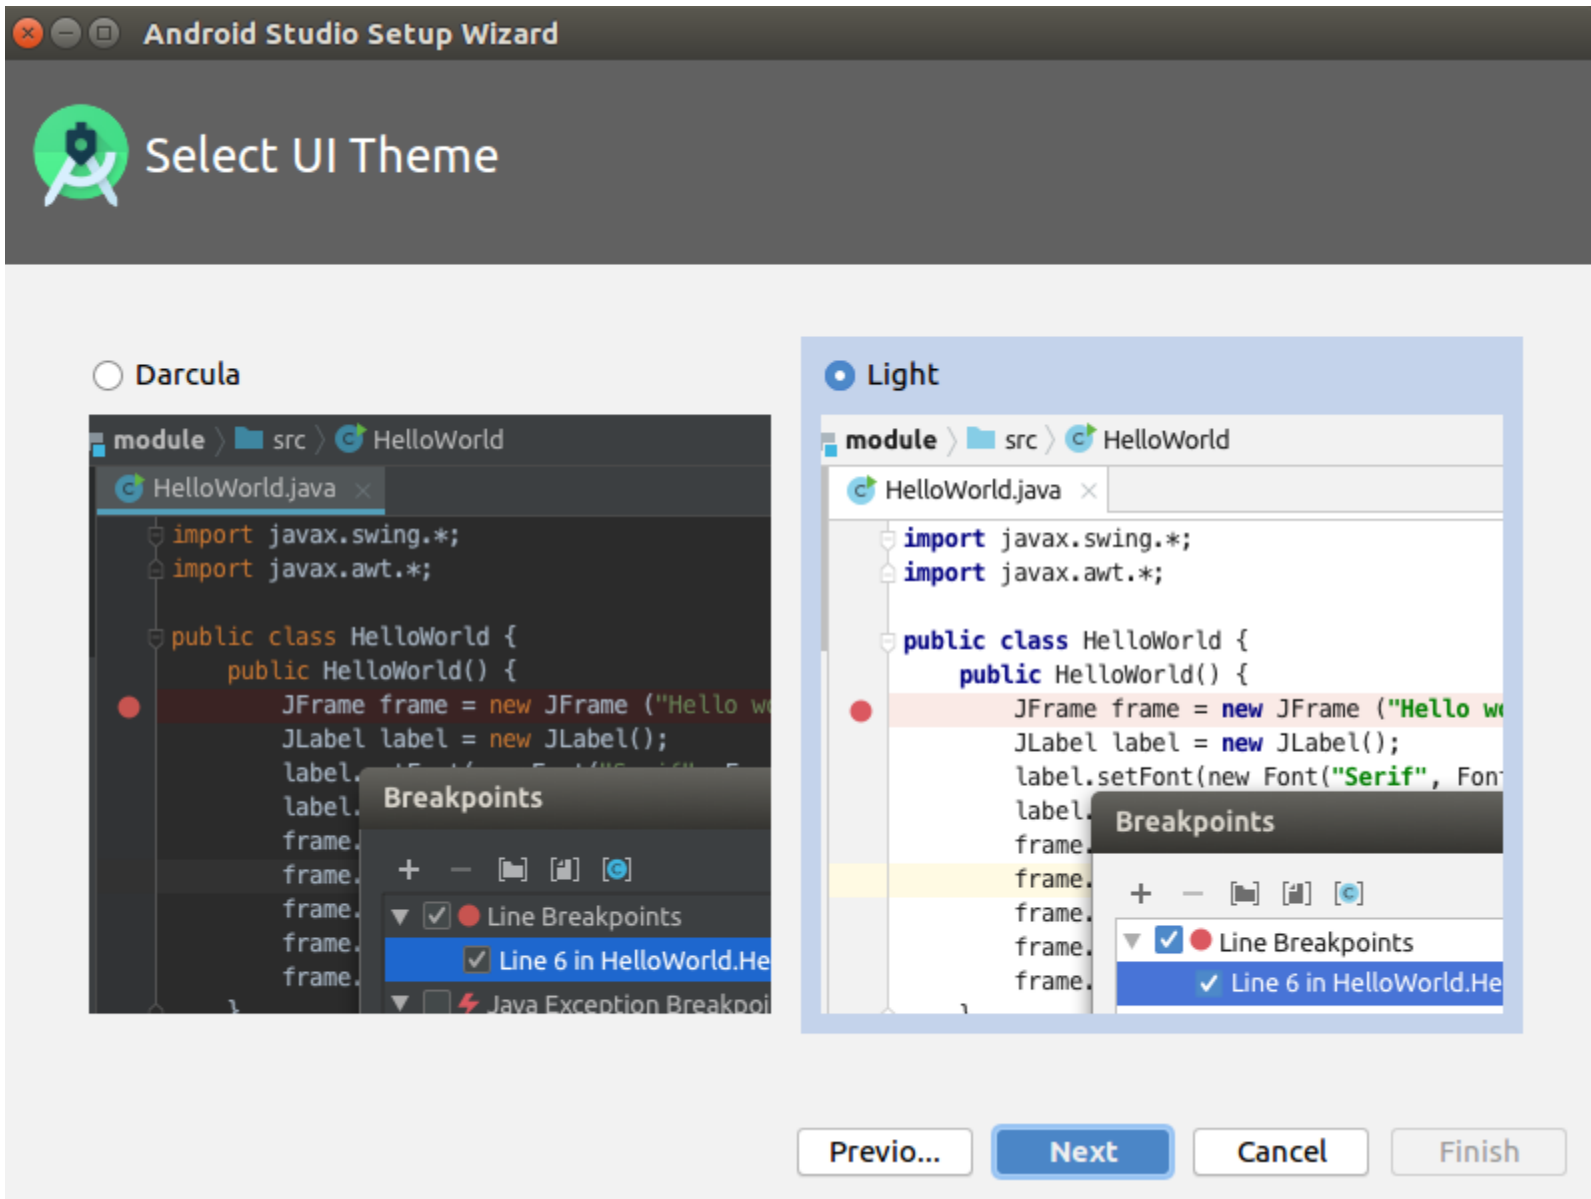 Android Studio Setup Wizard
Select UI Theme
Darcula
module src HelloWorld
HelloWorld.java
import javax.swing.*;
import javax.awt.*;
public class HelloWorld {
public HelloWorld() {
JFrame frame = new JFrame ("Hello
JLabel label = new JLabel();
label.
label.
frame.
frame.
frame.
frame.
frame.
}
Breakpoints
Line Breakpoints
Line 6 in HelloWorld.He
Java Exception Breakpoi
Light
module src HelloWorld
HelloWorld.java
import javax.swing.*;
import javax.awt.*;
public class HelloWorld {
public HelloWorld() {
JFrame frame = new JFrame ("Hello
JLabel label = new JLabel();
label.setFont(new Font("Serif", Fon
label.
frame.
frame.
frame.
frame.
frame.
}
Breakpoints
Line Breakpoints
Line 6 in HelloWorld.He
Previo... Next Cancel Finish